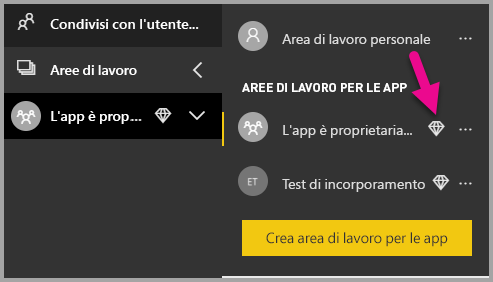 Condivisi con l'utente...
Aree di lavoro
L'app è prop...
Area di lavoro personale
AREE DI LAVORO PER LE APP
L'app è proprietaria...
ET
Test di incorporamento
Crea area di lavoro per le app